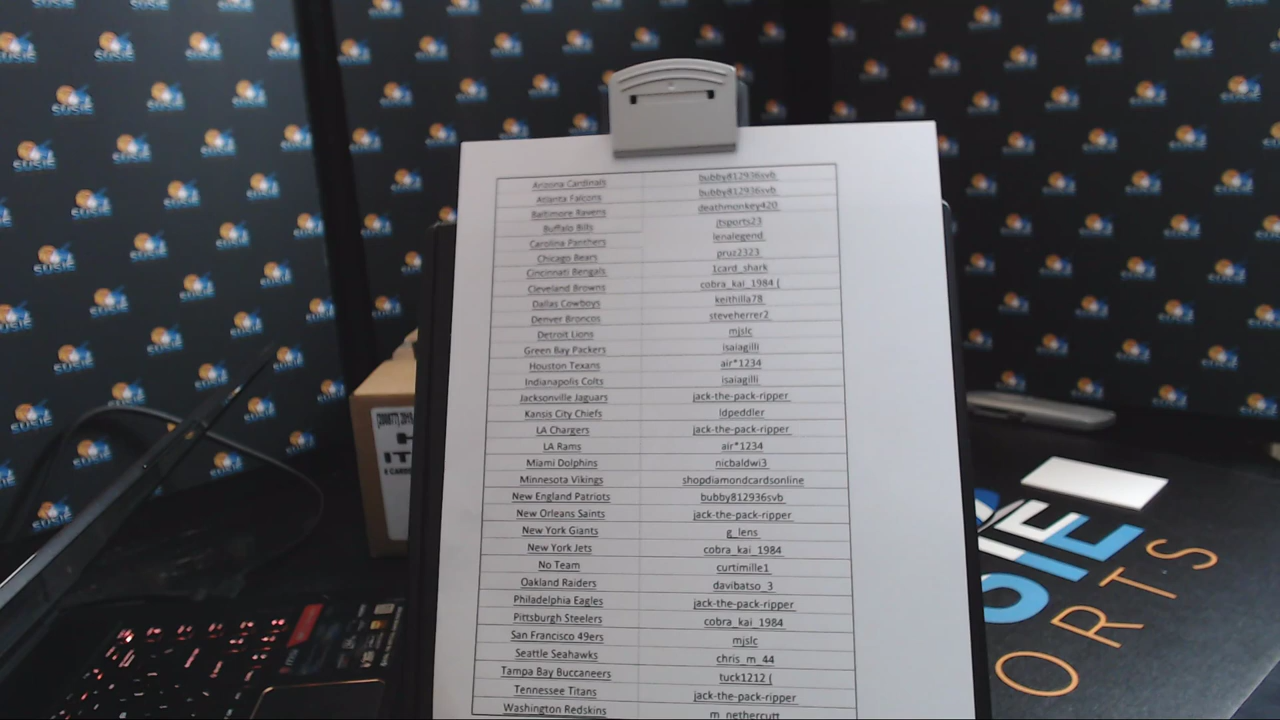 Arizona Cardinals bubby812936svb
Atlanta Falcons bubby812936svb
Baltimore Ravens deathmonkey420
Buffalo Bills jtsports23
Carolina Panthers lenalegend
Chicago Bears pruz2323
Cincinnati Bengals 1card_shark
Cleveland Browns cobra_kai_1984 (
Dallas Cowboys keithilla78
Denver Broncos steveherrer2
Detroit Lions mjslc
Green Bay Packers isaiagilli
Houston Texans air*1234
Indianapolis Colts isaiagilli
Jacksonville Jaguars jack-the-pack-ripper
Kansis City Chiefs ldpeddler
LA Chargers jack-the-pack-ripper
LA Rams air*1234
Miami Dolphins nicbaldwi3
Minnesota Vikings shopdiamondcardsonline
New England Patriots bubby812936svb
New Orleans Saints jack-the-pack-ripper
New York Giants g_lens
New York Jets cobra_kai_1984
No Team curtimille1
Oakland Raiders davibatso_3
Philadelphia Eagles jack-the-pack-ripper
Pittsburgh Steelers cobra_kai_1984
San Francisco 49ers mjslc
Seattle Seahawks chris_m_44
Tampa Bay Buccaneers tuck1212 (
Tennessee Titans jack-the-pack-ripper
Washington Redskins m_nethercutt
SUSIE
ORTS